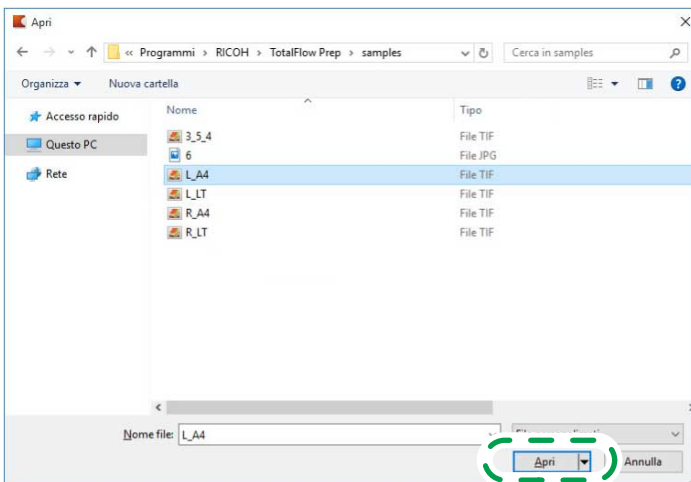 Apri
« Programmi › RICOH › TotalFlow Prep › samples
Cerca in samples
Organizza
Nuova cartella
Accesso rapido
Questo PC
Rete
Nome Tipo
3_5_4 File TIF
6 File JPG
L_A4 File TIF
L_LT File TIF
R_A4 File TIF
R_LT File TIF
Nome file: L_A4
Apri Annulla